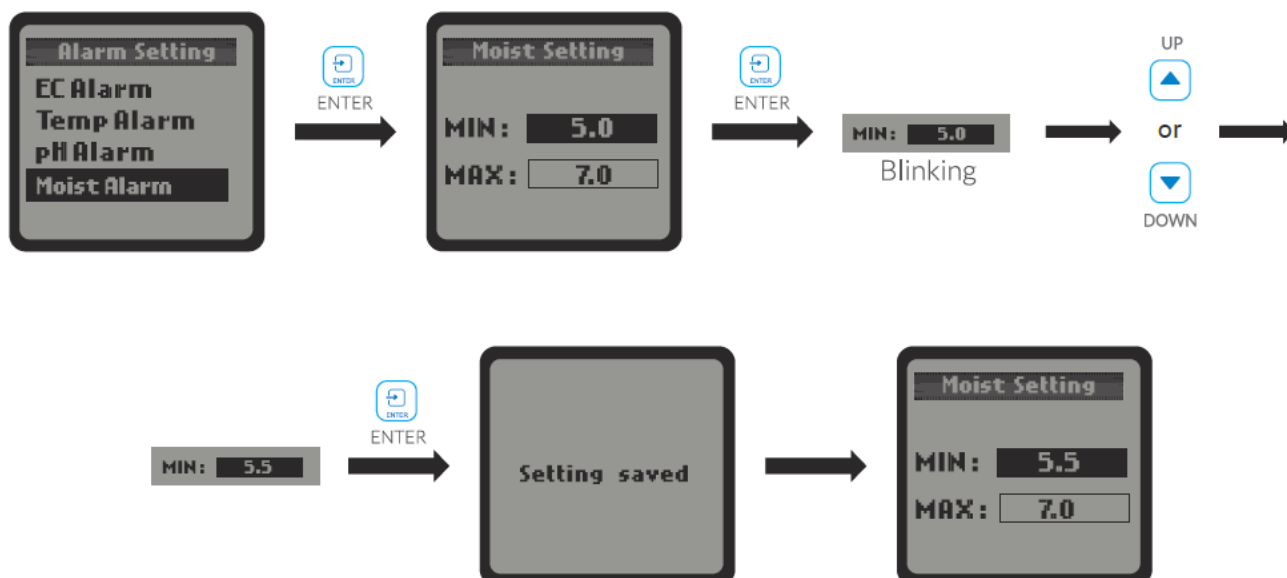 Alarm Setting
EC Alarm
Temp Alarm
pH Alarm
Moist Alarm
ENTER
ENTER
Moist Setting
MIN: 5.0
MAX: 7.0
ENTER
ENTER
MIN: 5.0
Blinking
UP
or
DOWN
MIN: 5.5
ENTER
ENTER
Setting saved
Moist Setting
MIN: 5.5
MAX: 7.0